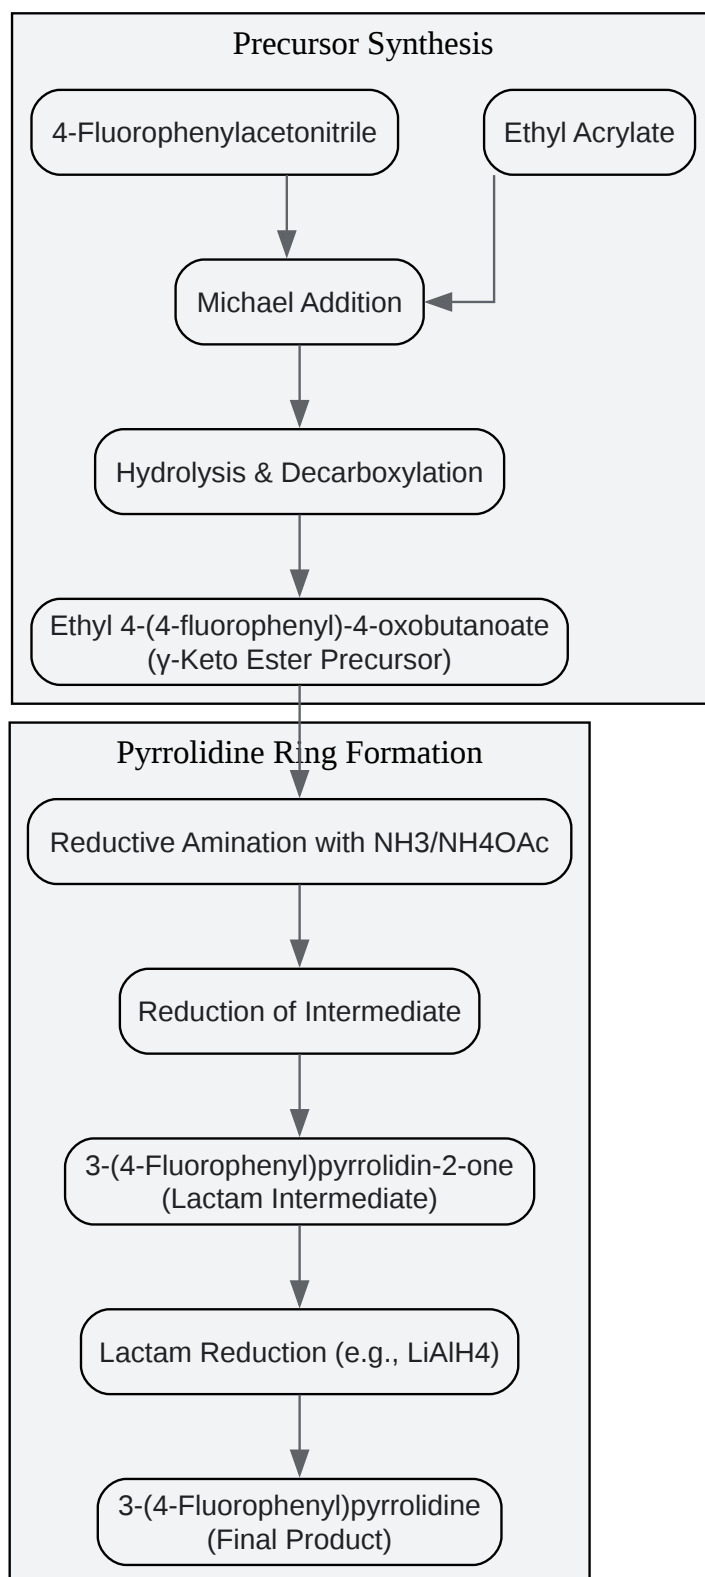 Precursor Synthesis
4-Fluorophenylacetonitrile
Ethyl Acrylate
Michael Addition
Hydrolysis & Decarboxylation
Ethyl 4-(4-fluorophenyl)-4-oxobutanoate
(γ-Keto Ester Precursor)
Pyrrolidine Ring Formation
Reductive Amination with NH3/NH4OAc
Reduction of Intermediate
3-(4-Fluorophenyl)pyrrolidin-2-one
(Lactam Intermediate)
Lactam Reduction (e.g., LiAlH4)
3-(4-Fluorophenyl)pyrrolidine
(Final Product)